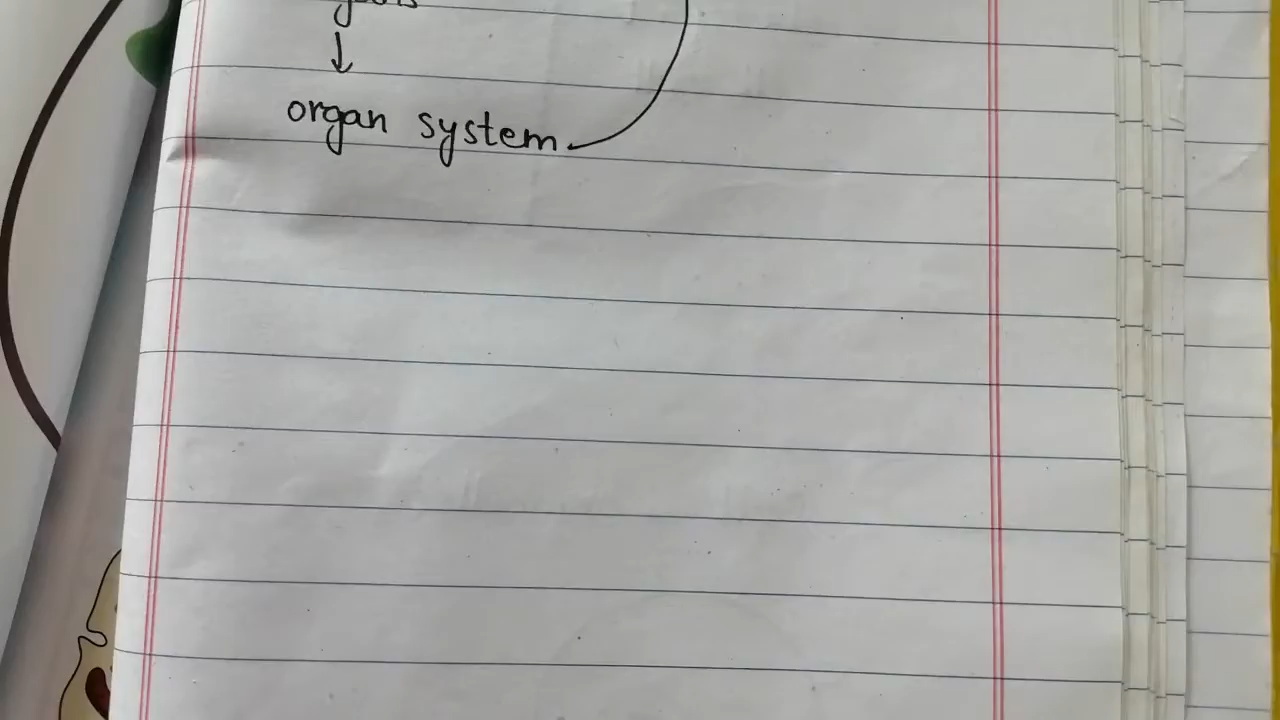 ↓
organ system